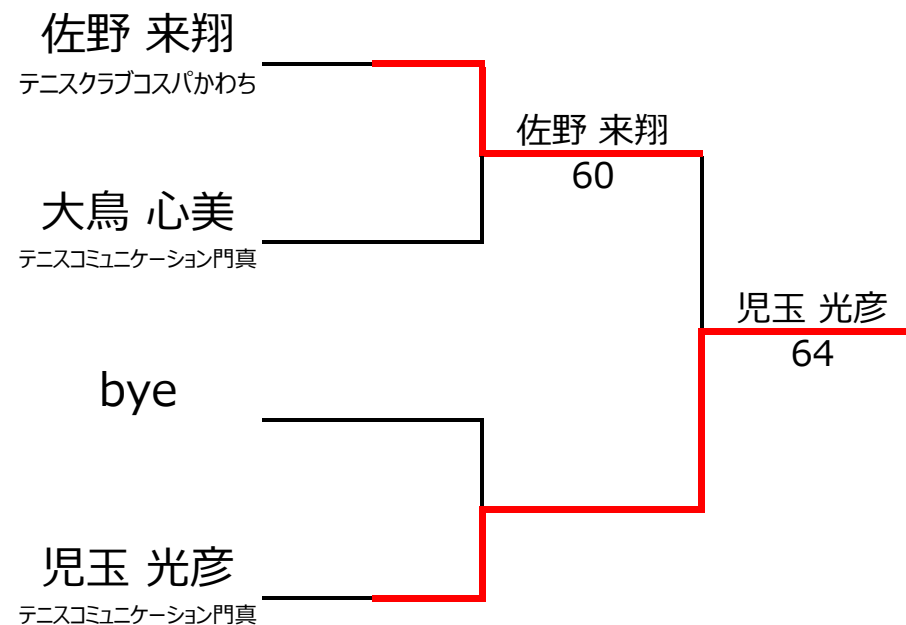 佐野 来翔
テニスクラブコスパかわち
佐野 来翔
60
大鳥 心美
テニスコミュニケーション門真
児玉 光彦
64
bye
児玉 光彦
テニスコミュニケーション門真